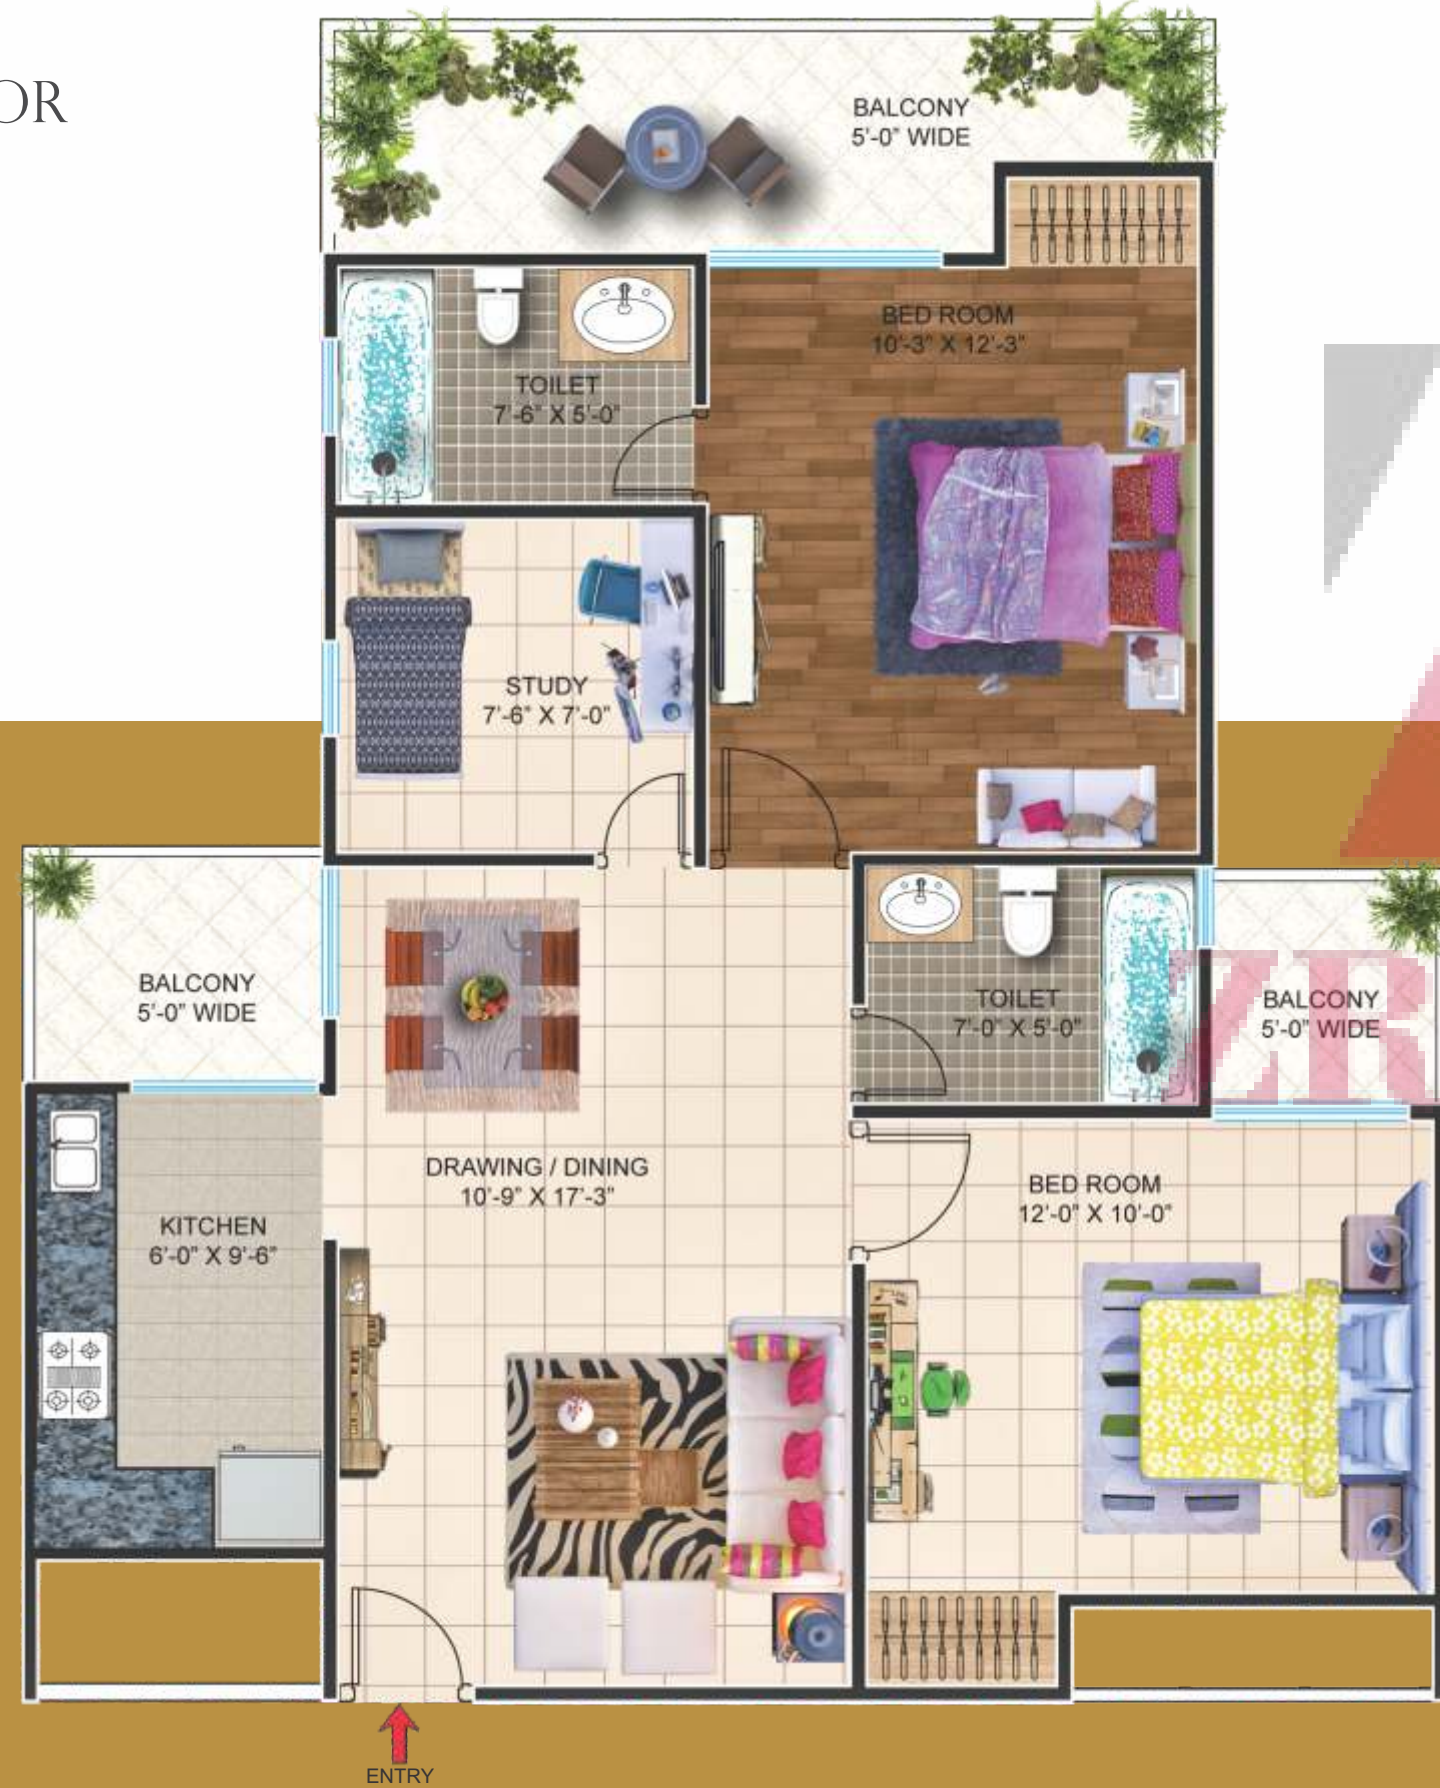 OR
BALCONY
5'-0" WIDE
BED ROOM
10'-3" X 12'-3"
TOILET
7'-6" X 5'-0"
STUDY
7'-6" X 7'-0"
BALCONY
5'-0" WIDE
TOILET
7'-0" X 5'-0"
BALCONY
5'-0" WIDE
ZR
DRAWING / DINING
10'-9" X 17'-3"
BED ROOM
12'-0" X 10'-0"
KITCHEN
6'-0" X 9'-6"
ENTRY